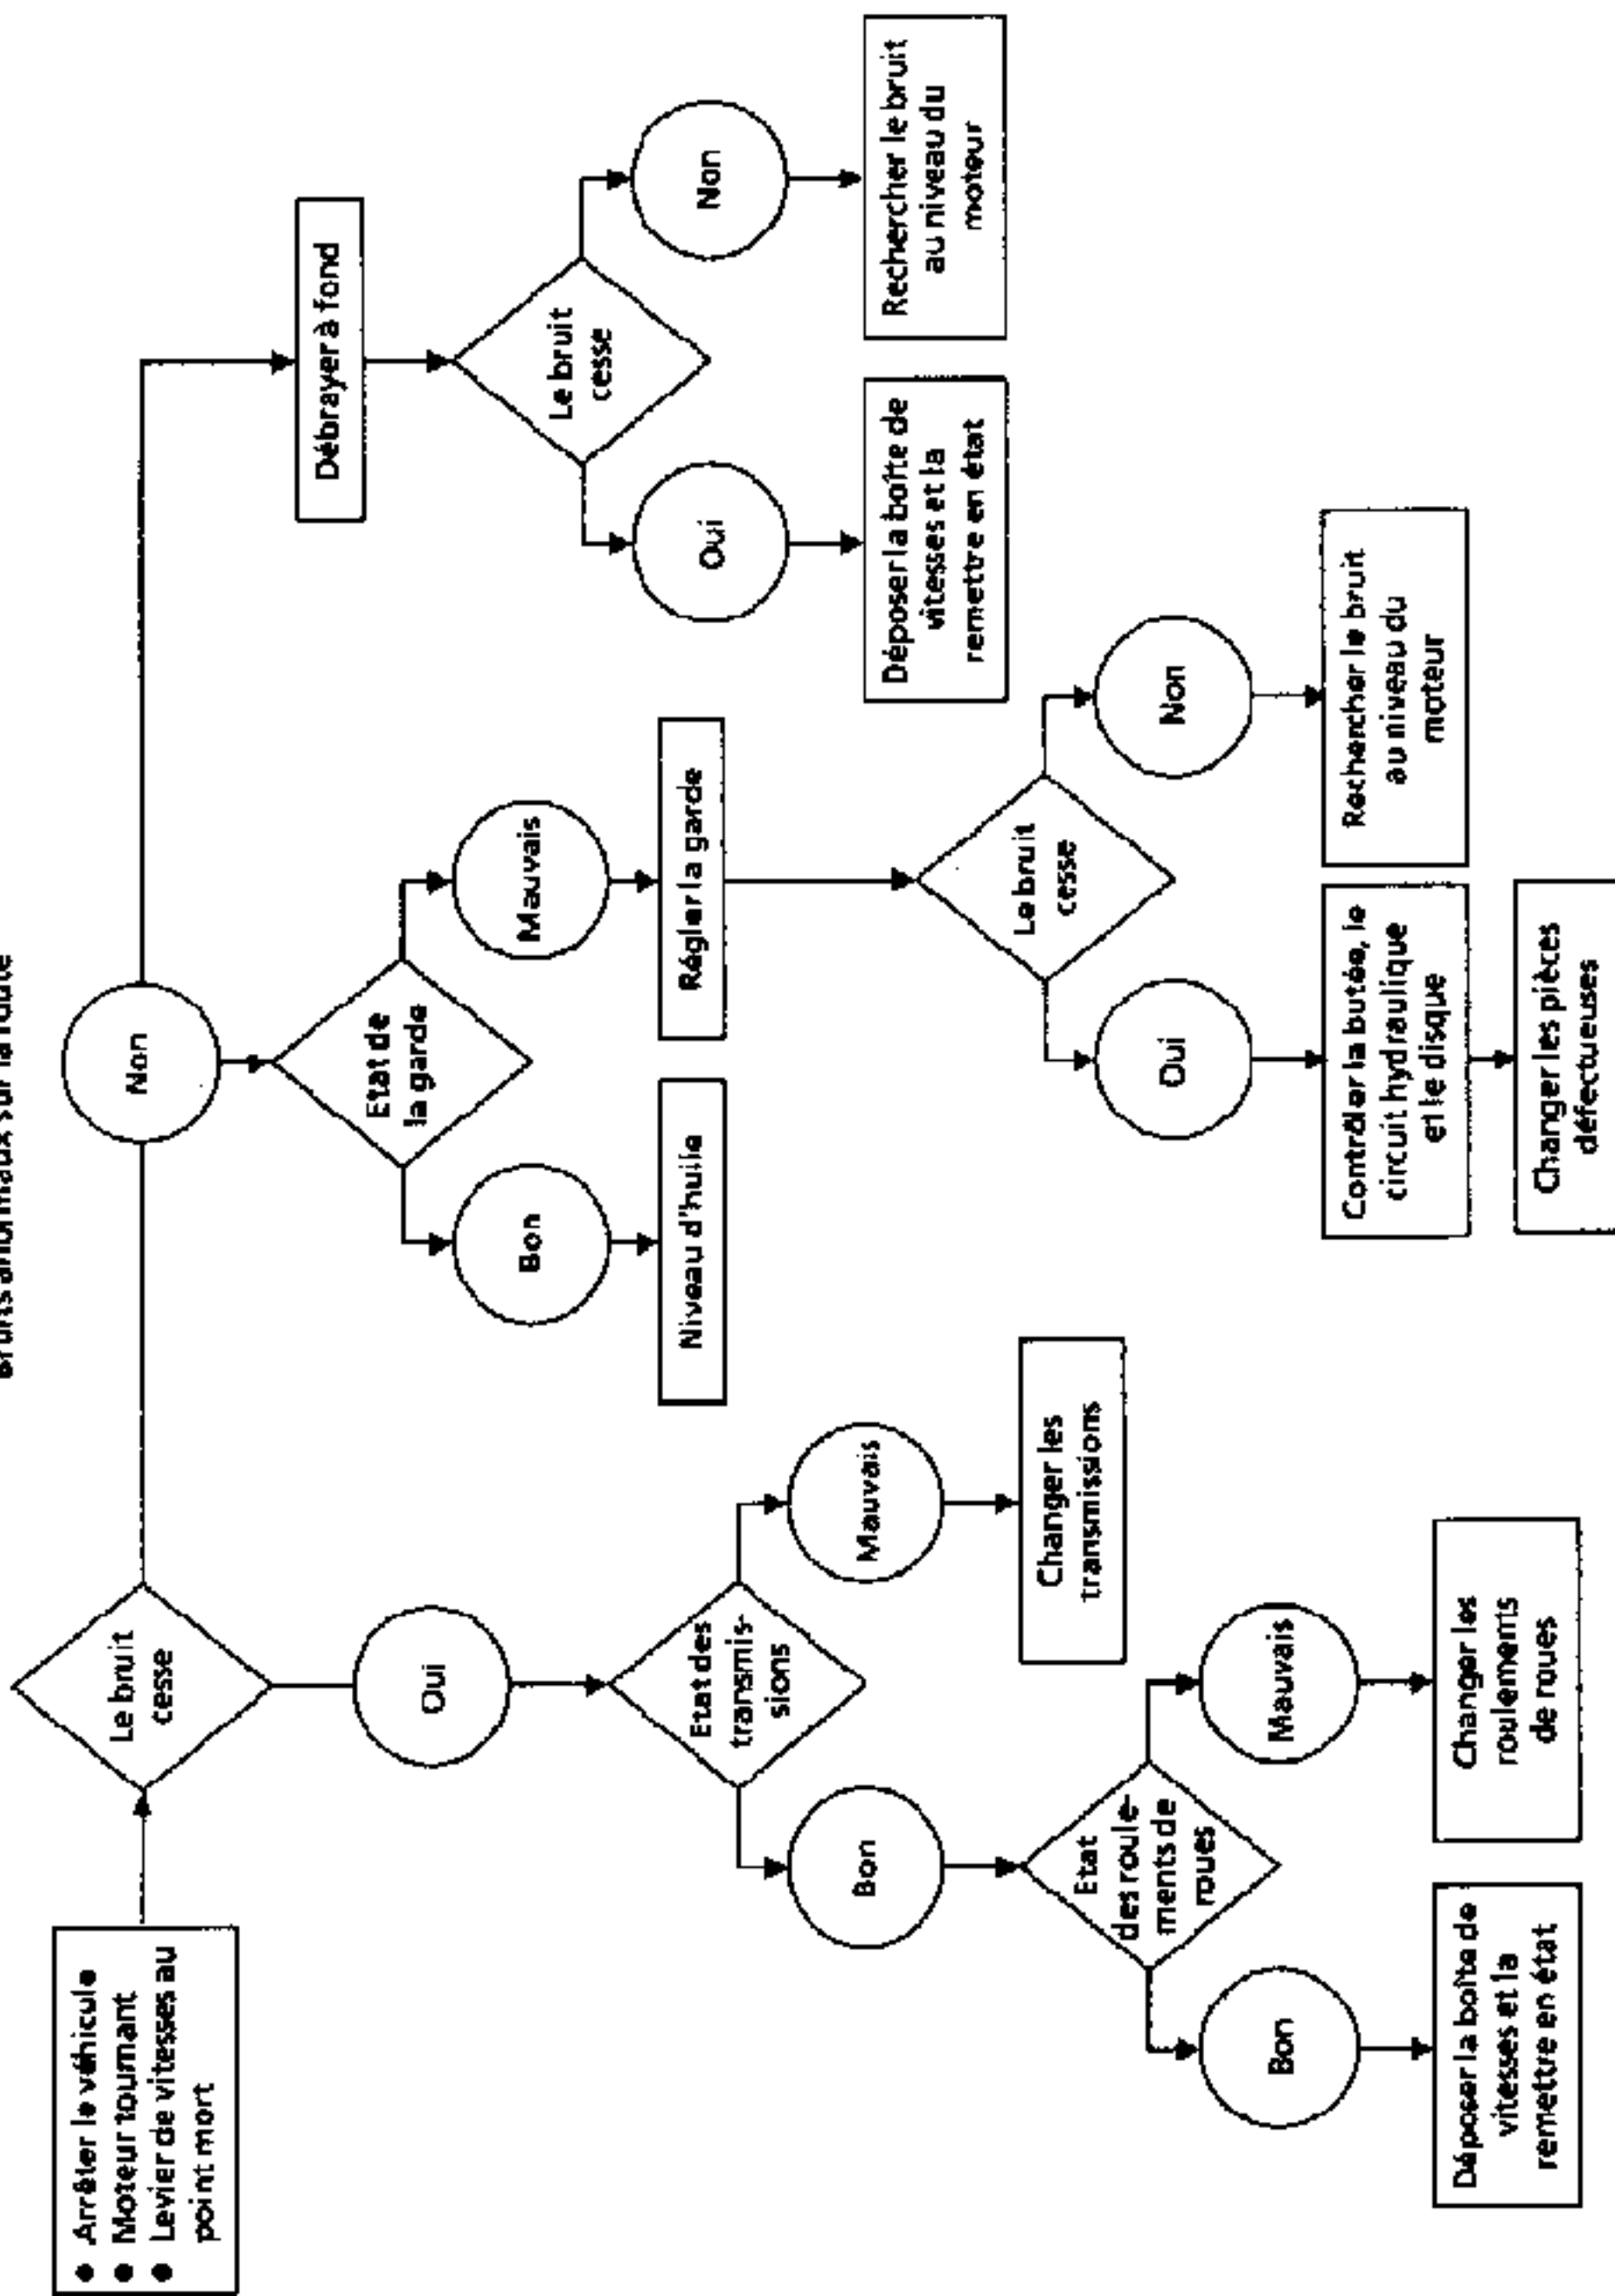 Bruits anormaux sur la route
● Arrêter le véhicule
● Moteur tournant
● Levier de vitesses au
point mort
Le bruit
cesse
Non
Oui
Etat des
transmis-
sions
Bon
Mauvais
Changer les
transmissions
Etat
des roule-
ments de
roues
Bon
Mauvais
Déposer la boîte de
vitesses et la
remettre en état
Changer les
roulements
de roues
Etat de
la garde
Bon
Mauvais
Niveau d'huile
Régler la garde
Le bruit
cesse
Oui
Non
Contrôler la butée, le
circuit hydraulique
et le disque
Rechercher le bruit
au niveau du
moteur
Changer les pièces
défectueuses
Débrayer à fond
Le bruit
cesse
Oui
Non
Déposer la boîte de
vitesses et la
remettre en état
Rechercher le bruit
au niveau du
moteur